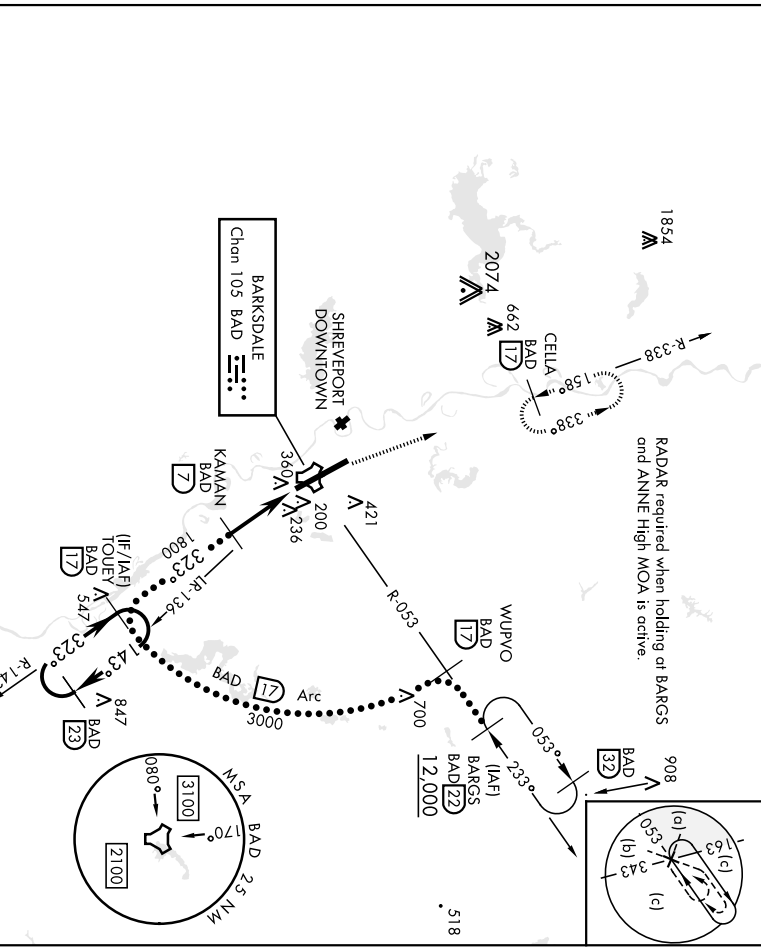 1854
2074
662
CELLA
BAD
17
R-338
158°
338°
RADAR required when holding at BARGS
and ANNE High MOA is active.
SHREVEPORT
DOWNTOWN
BARKSDALE
Chan 105 BAD
360
236
200
421
KAMAN
BAD
7
1800
323°
LR-136
R-053
WUPVO
BAD
17
(IF/IAF)
TOUEY
BAD
17
547
323°
143°
847
BAD
23
BAD 17 Arc
3000
700
053°
233°
(IAF)
BARGS
BAD 22
12,000
BAD
32
908
MSA BAD 25 NM
080°
3100
170°
2100
518
053
(a)
163
(c)
343
(b)
(c)